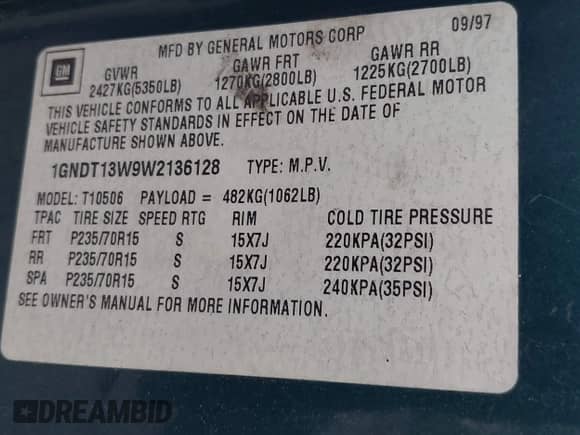 MFD BY GENERAL MOTORS CORP 09/97
GM
GVWR GAWR FRT GAWR RR
2427KG(5350LB) 1270KG(2800LB) 1225KG(2700LB)
THIS VEHICLE CONFORMS TO ALL APPLICABLE U.S. FEDERAL MOTOR
VEHICLE SAFETY STANDARDS IN EFFECT ON THE DATE OF
MANUFACTURE SHOWN ABOVE.
1GNDT13W9W2136128 TYPE: M.P.V.
MODEL: T10506 PAYLOAD = 482KG(1062LB)
TPAC TIRE SIZE SPEED RTG RIM COLD TIRE PRESSURE
FRT P235/70R15 S 15X7J 220KPA(32PSI)
RR P235/70R15 S 15X7J 220KPA(32PSI)
SPA P235/70R15 S 15X7J 240KPA(35PSI)
SEE OWNER'S MANUAL FOR MORE INFORMATION.
DREAMBID